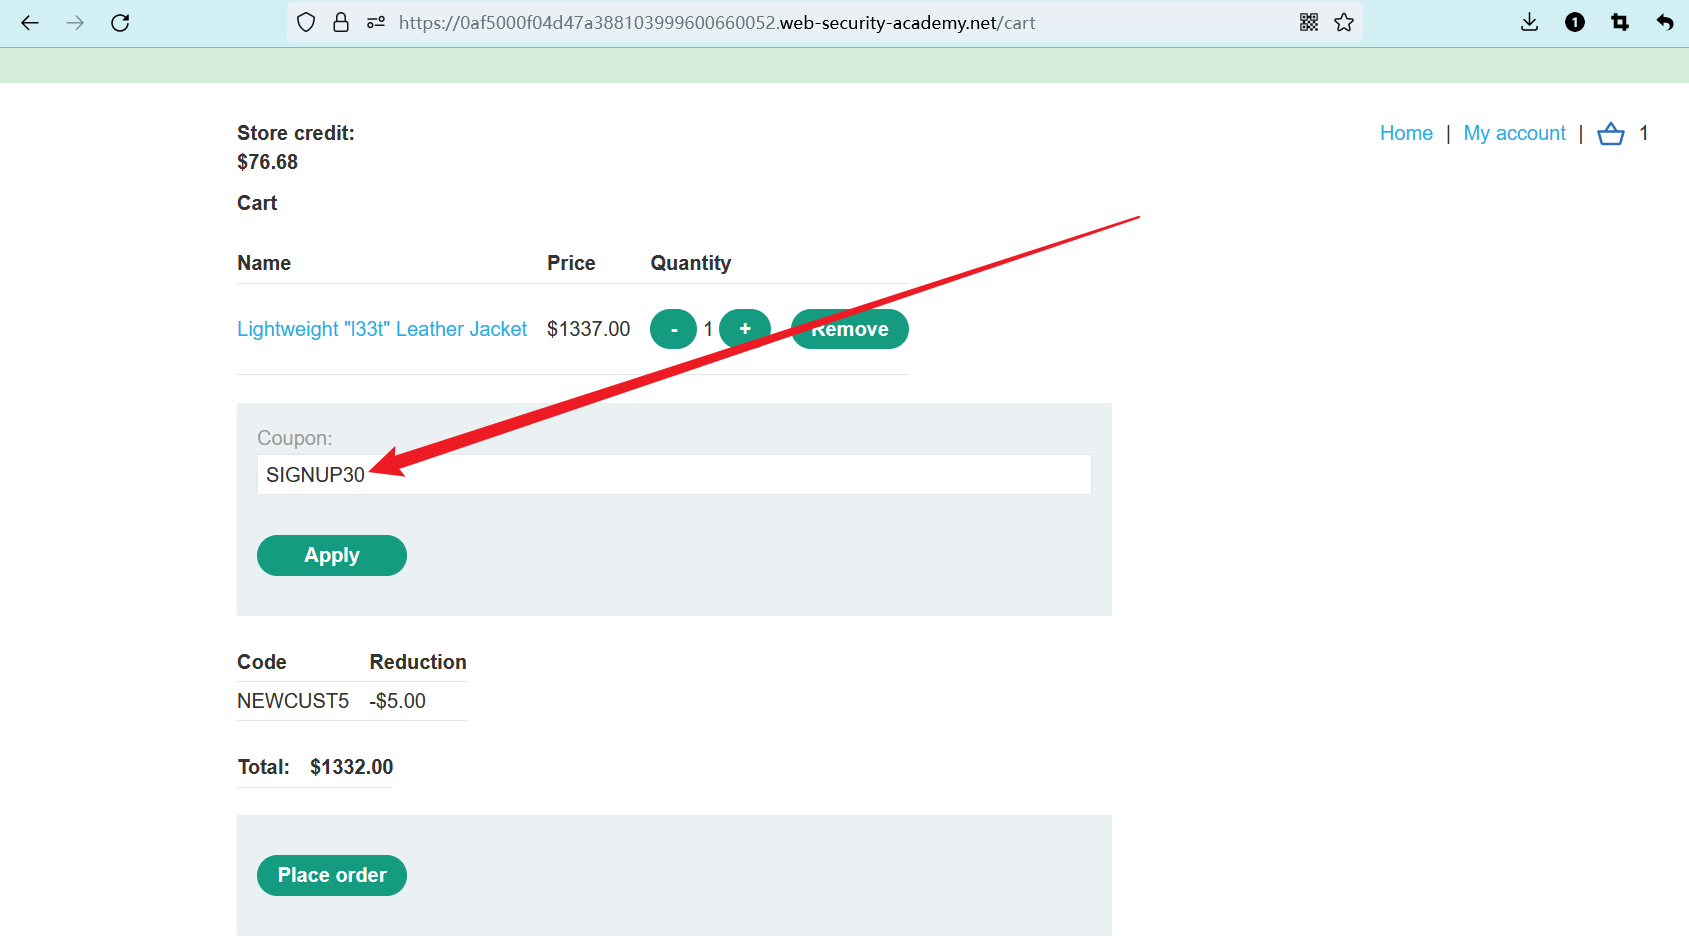 https://0af5000f04d47a388103999600660052.web-security-academy.net/cart
1
Store credit:
$76.68
Home | My account | 1
Cart
Name Price Quantity
Lightweight "l33t" Leather Jacket $1337.00 - 1 + Remove
Coupon:
SIGNUP30
Apply
Code Reduction
NEWCUST5 -$5.00
Total: $1332.00
Place order